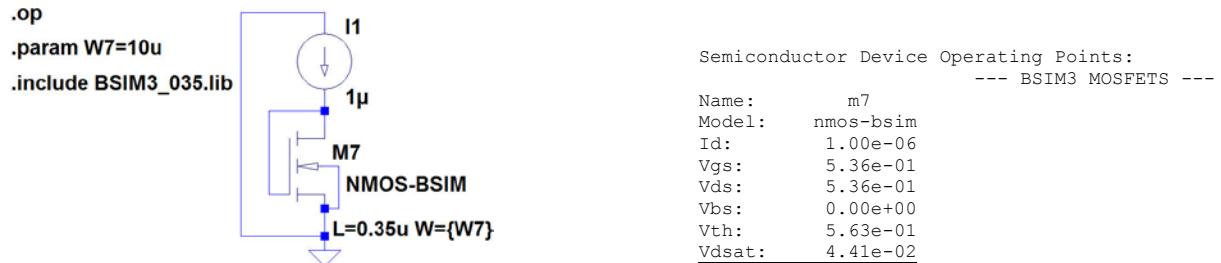 .op
.param W7=10u
.include BSIM3_035.lib
I1
1µ
M7
NMOS-BSIM
L=0.35u W={W7}
Semiconductor Device Operating Points:
--- BSIM3 MOSFETS ---
Name: m7
Model: nmos-bsim
Id: 1.00e-06
Vgs: 5.36e-01
Vds: 5.36e-01
Vbs: 0.00e+00
Vth: 5.63e-01
Vdsat: 4.41e-02